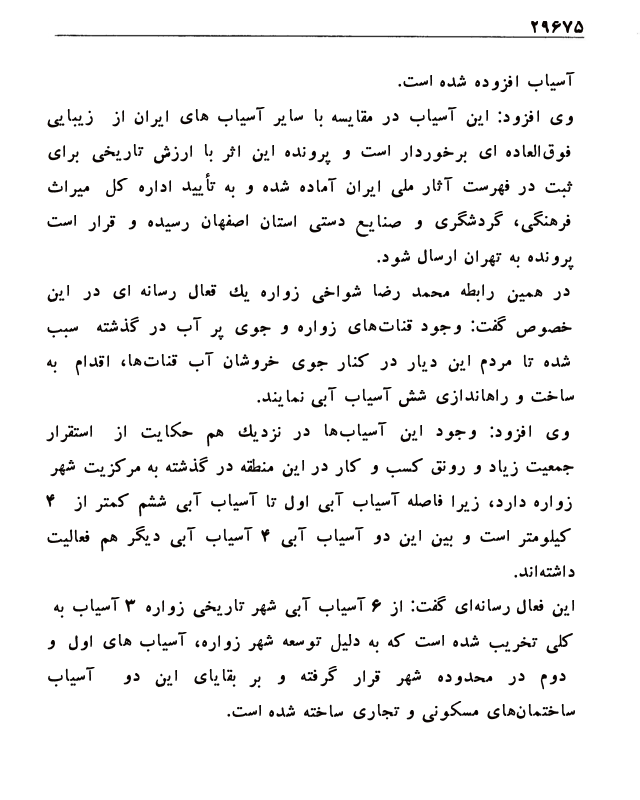 ۲۹۶۷۵
آسیاب افزوده شده است.
وی افزود: این آسیاب در مقایسه با سایر آسیاب های ایران از زیبایی
فوق‌العاده ای برخوردار است و پرونده این اثر با ارزش تاریخی برای
ثبت در فهرست آثار ملی ایران آماده شده و به تأیید اداره کل میراث
فرهنگی، گردشگری و صنایع دستی استان اصفهان رسیده و قرار است
پرونده به تهران ارسال شود.
در همین رابطه محمد رضا شواخی زواره یك فعال رسانه ای در این
خصوص گفت: وجود قنات‌های زواره و جوی پر آب در گذشته سبب
شده تا مردم این دیار در کنار جوی خروشان آب قنات‌ها، اقدام به
ساخت و راه‌اندازی شش آسیاب آبی نمایند.
وی افزود: وجود این آسیاب‌ها در نزدیك هم حکایت از استقرار
جمعیت زیاد و رونق کسب و کار در این منطقه در گذشته به مرکزیت شهر
زواره دارد، زیرا فاصله آسیاب آبی اول تا آسیاب آبی ششم کمتر از ۴
کیلومتر است و بین این دو آسیاب آبی ۴ آسیاب آبی دیگر هم فعالیت
داشته‌اند.
این فعال رسانه‌ای گفت: از ۶ آسیاب آبی شهر تاریخی زواره ۳ آسیاب به
کلی تخریب شده است که به دلیل توسعه شهر زواره، آسیاب های اول و
دوم در محدوده شهر قرار گرفته و بر بقایای این دو آسیاب
ساختمان‌های مسکونی و تجاری ساخته شده است.